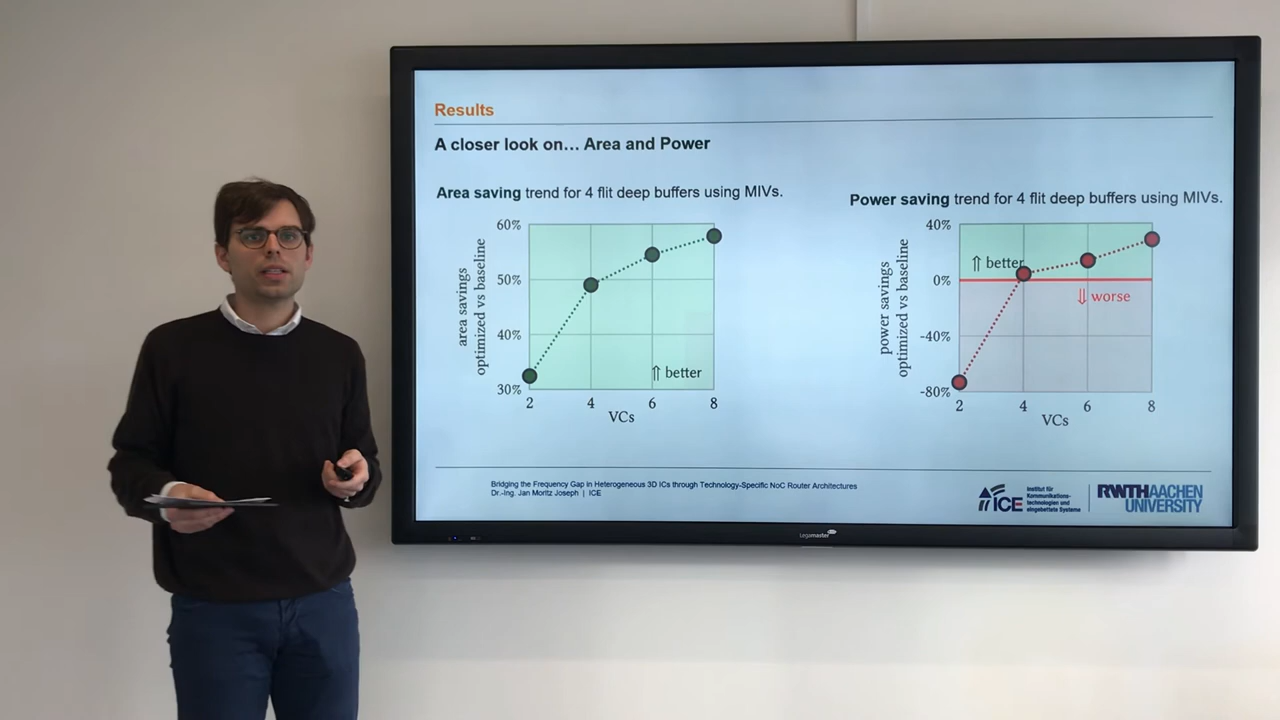 Results
A closer look on… Area and Power
Area saving trend for 4 flit deep buffers using MIVs.
area savings
optimized vs baseline
60%
50%
40%
30%
⇑ better
2 4 6 8
VCs
Power saving trend for 4 flit deep buffers using MIVs.
power savings
optimized vs baseline
40%
0%
-40%
-80%
⇑ better
⇓ worse
2 4 6 8
VCs
Bridging the Frequency Gap in Heterogeneous 3D ICs through Technology-Specific NoC Router Architectures
Dr.-Ing. Jan Moritz Joseph | ICE
ICE
Institut für
Kommunikations-
technologien und
eingebettete Systeme
RWTHAACHEN
UNIVERSITY
Legamaster